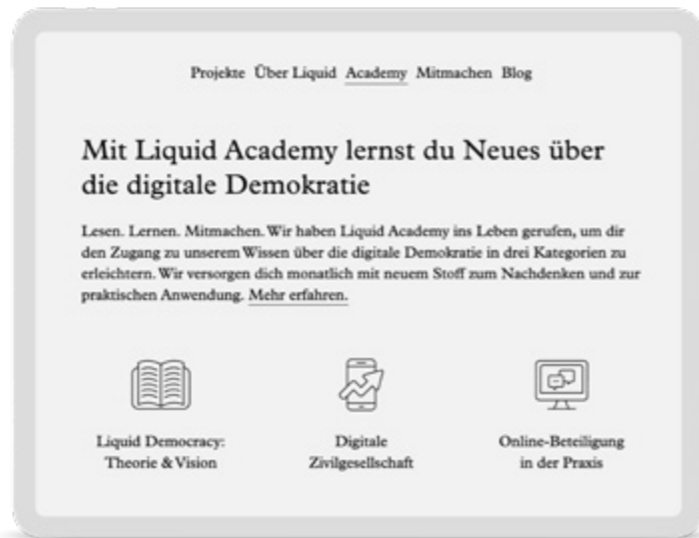 Projekte Über Liquid Academy Mitmachen Blog
Mit Liquid Academy lernst du Neues über
die digitale Demokratie
Lesen. Lernen. Mitmachen. Wir haben Liquid Academy ins Leben gerufen, um dir
den Zugang zu unserem Wissen über die digitale Demokratie in drei Kategorien zu
erleichtern. Wir versorgen dich monatlich mit neuem Stoff zum Nachdenken und zur
praktischen Anwendung. Mehr erfahren.
Liquid Democracy:
Theorie & Vision
Digitale
Zivilgesellschaft
Online-Beteiligung
in der Praxis